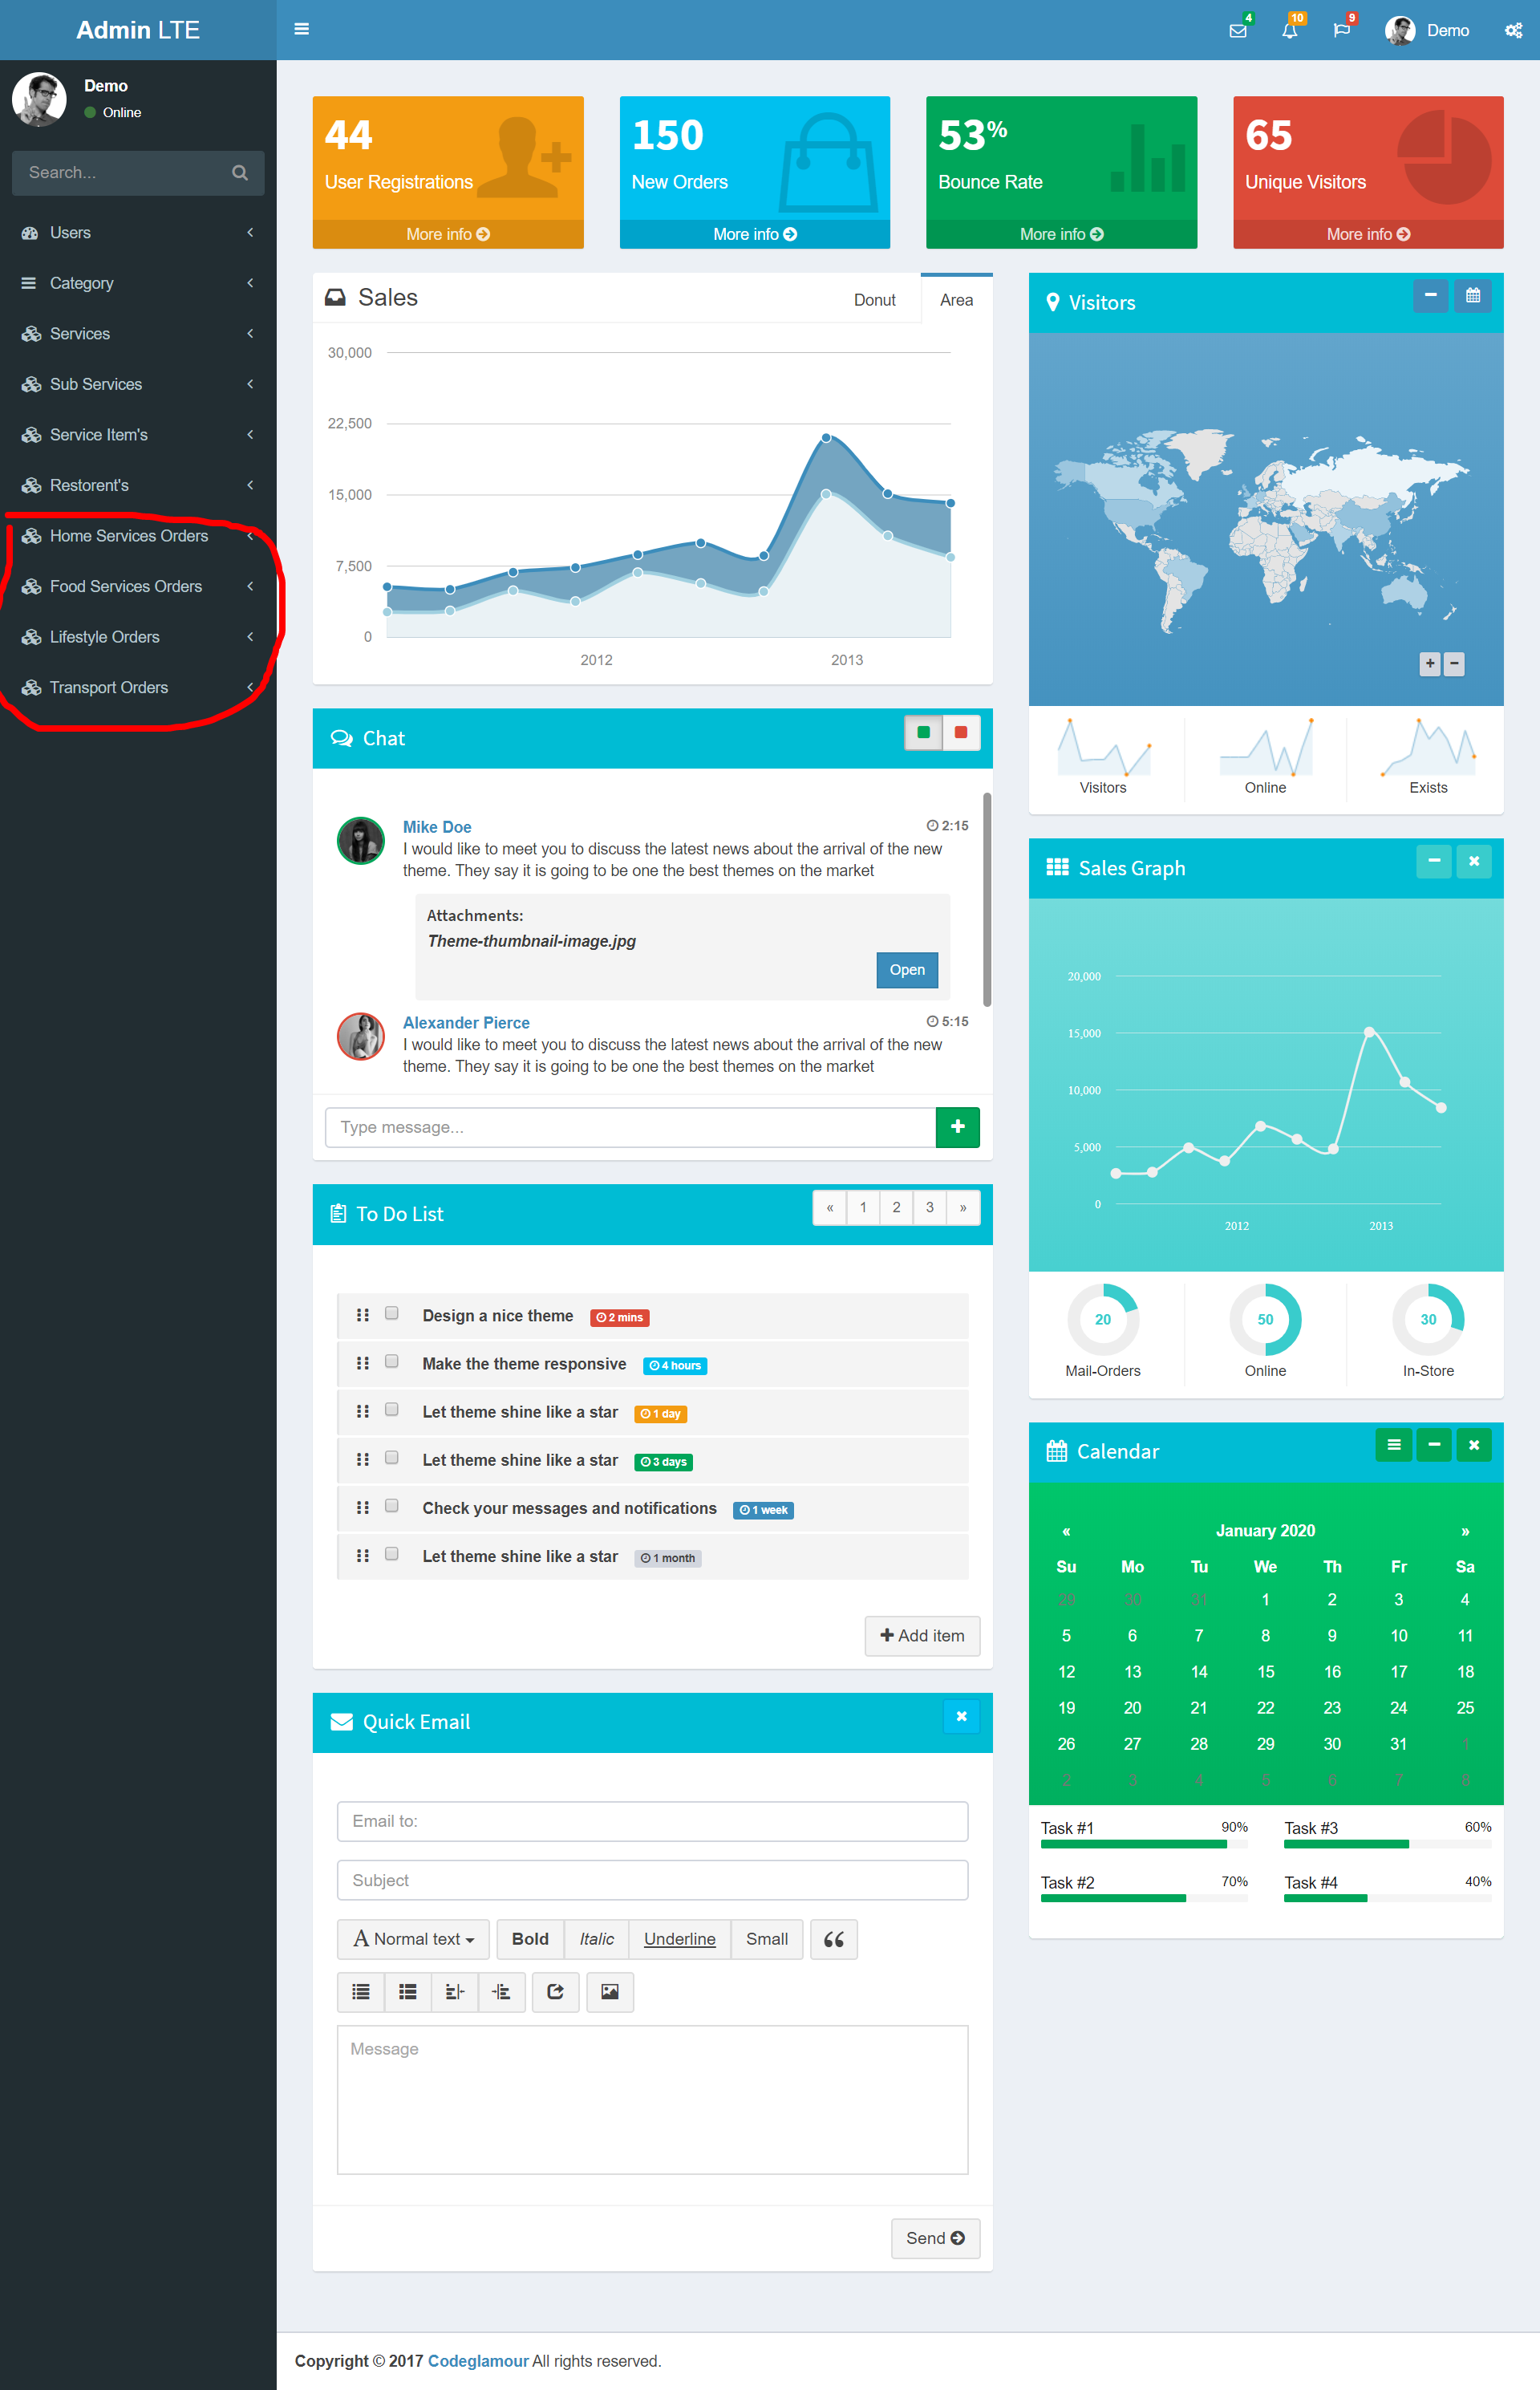 Admin LTE
4
10
9
Demo
Demo
Online
Search...
Users
Category
Services
Sub Services
Service Item's
Restorent's
Home Services Orders
Food Services Orders
Lifestyle Orders
Transport Orders
44
User Registrations
More info
150
New Orders
More info
53%
Bounce Rate
More info
65
Unique Visitors
More info
Sales
Donut
Area
30,000
22,500
15,000
7,500
0
2012
2013
Chat
Mike Doe
2:15
I would like to meet you to discuss the latest news about the arrival of the new
theme. They say it is going to be one the best themes on the market
Attachments:
Theme-thumbnail-image.jpg
Open
Alexander Pierce
5:15
I would like to meet you to discuss the latest news about the arrival of the new
theme. They say it is going to be one the best themes on the market
Type message...
To Do List
« 1 2 3 »
Design a nice theme 2 mins
Make the theme responsive 4 hours
Let theme shine like a star 1 day
Let theme shine like a star 3 days
Check your messages and notifications 1 week
Let theme shine like a star 1 month
Add item
Quick Email
Email to:
Subject
A Normal text Bold Italic Underline Small “
Message
Send
Visitors
Visitors
Online
Exists
Sales Graph
20,000
15,000
10,000
5,000
0
2012
2013
20
50
30
Mail-Orders
Online
In-Store
Calendar
« January 2020 »
Su Mo Tu We Th Fr Sa
29 30 31 1 2 3 4
5 6 7 8 9 10 11
12 13 14 15 16 17 18
19 20 21 22 23 24 25
26 27 28 29 30 31 1
2 3 4 5 6 7 8
Task #1 90%
Task #3 60%
Task #2 70%
Task #4 40%
Copyright © 2017 Codeglamour All rights reserved.